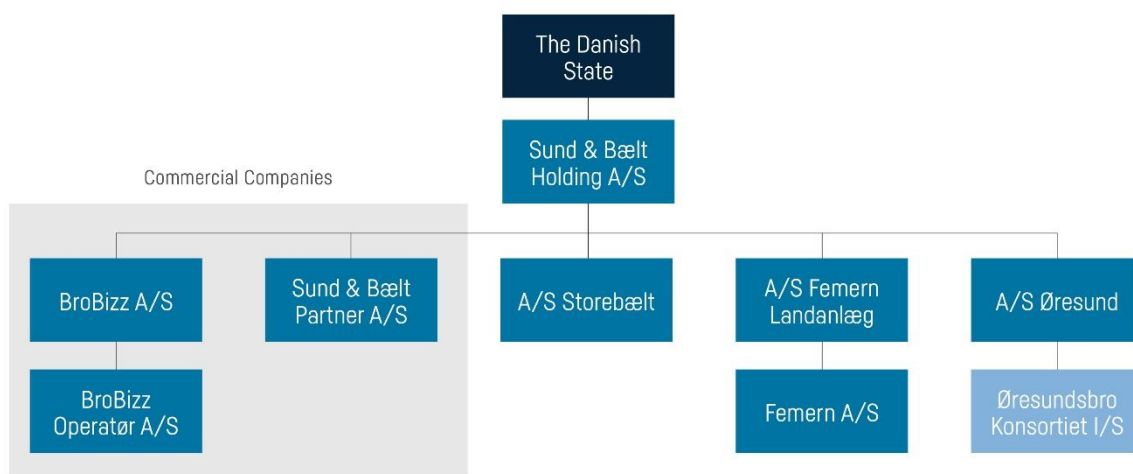 The Danish
State
Sund & Bælt
Holding A/S
Commercial Companies
BroBizz A/S
Sund & Bælt
Partner A/S
A/S Storebælt
A/S Femern
Landanlæg
A/S Øresund
BroBizz
Operatør A/S
Femern A/S
Øresundsbro
Konsortiet I/S